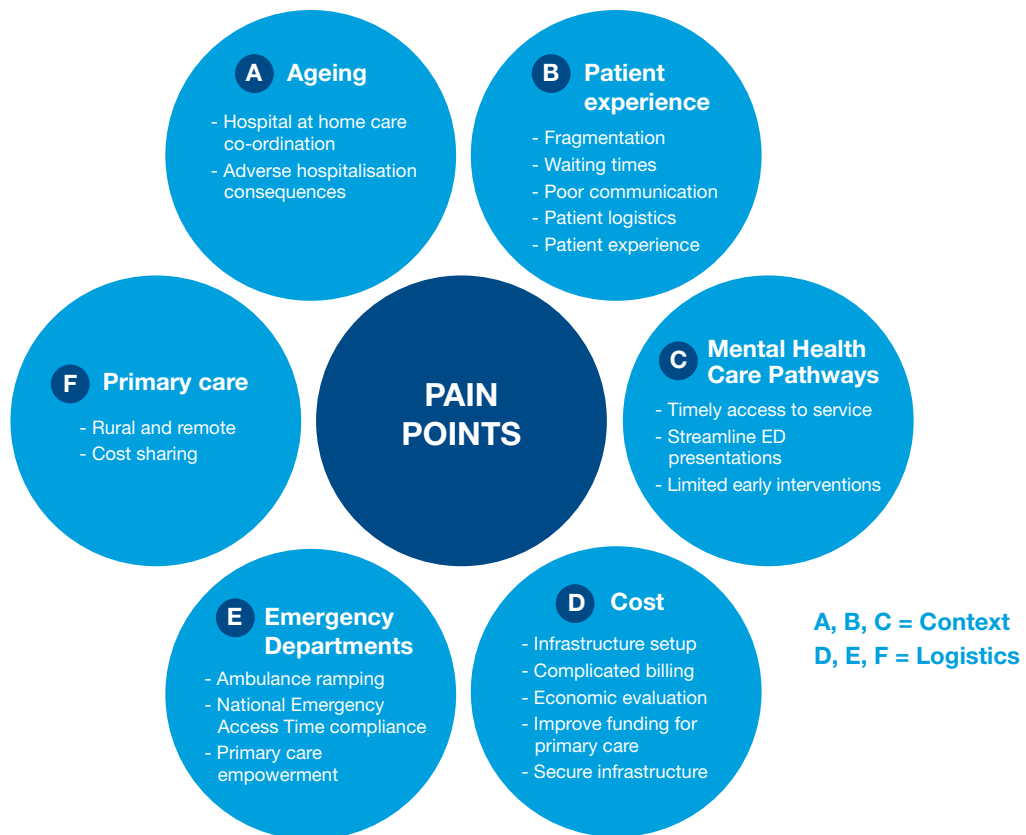 A Ageing
- Hospital at home care
co-ordination
- Adverse hospitalisation
consequences
B Patient
experience
- Fragmentation
- Waiting times
- Poor communication
- Patient logistics
- Patient experience
C Mental Health
Care Pathways
- Timely access to service
- Streamline ED
presentations
- Limited early interventions
F Primary care
- Rural and remote
- Cost sharing
PAIN
POINTS
E Emergency
Departments
- Ambulance ramping
- National Emergency
Access Time compliance
- Primary care
empowerment
D Cost
- Infrastructure setup
- Complicated billing
- Economic evaluation
- Improve funding for
primary care
- Secure infrastructure
A, B, C = Context
D, E, F = Logistics